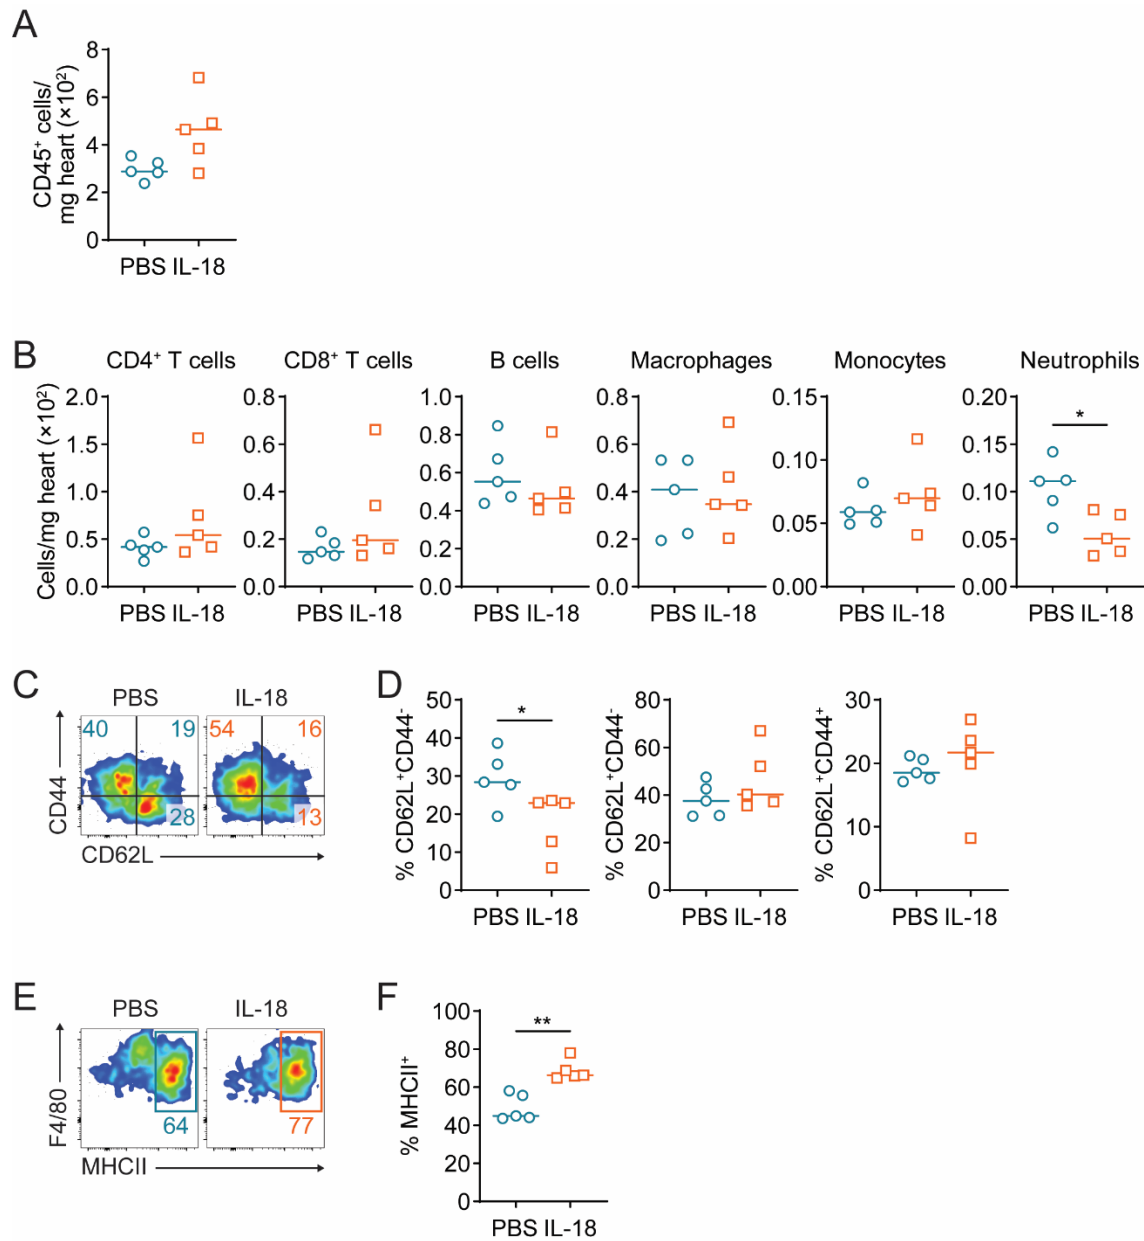 A
CD45⁺ cells/
mg heart (×10²)
8
6
4
2
0
PBS IL-18
B
CD4⁺ T cells
CD8⁺ T cells
B cells
Macrophages
Monocytes
Neutrophils
Cells/mg heart (×10²)
2.0
1.5
1.0
0.5
0.0
0.8
0.6
0.4
0.2
0.0
1.0
0.8
0.6
0.4
0.2
0.0
0.8
0.6
0.4
0.2
0.0
0.15
0.10
0.05
0.00
0.20
0.15
0.10
0.05
0.00
*
PBS IL-18
PBS IL-18
PBS IL-18
PBS IL-18
PBS IL-18
PBS IL-18
C
PBS
IL-18
40
19
54
16
28
13
CD44
CD62L
D
% CD62L⁺CD44⁻
50
40
30
20
10
0
*
PBS IL-18
% CD62L⁺CD44⁻
80
60
40
20
0
PBS IL-18
% CD62L⁺CD44⁺
30
20
10
0
PBS IL-18
E
PBS
IL-18
64
77
F4/80
MHCII
F
% MHCII⁺
100
80
60
40
20
0
**
PBS IL-18